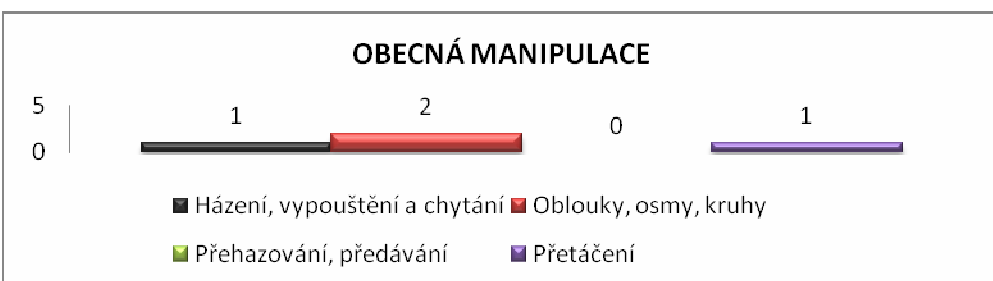 OBECNÁ MANIPULACE
5
2
1
0
1
0
Házení, vypouštění a chytání Oblouky, osmy, kruhy
Přehazování, předávání Přetáčení